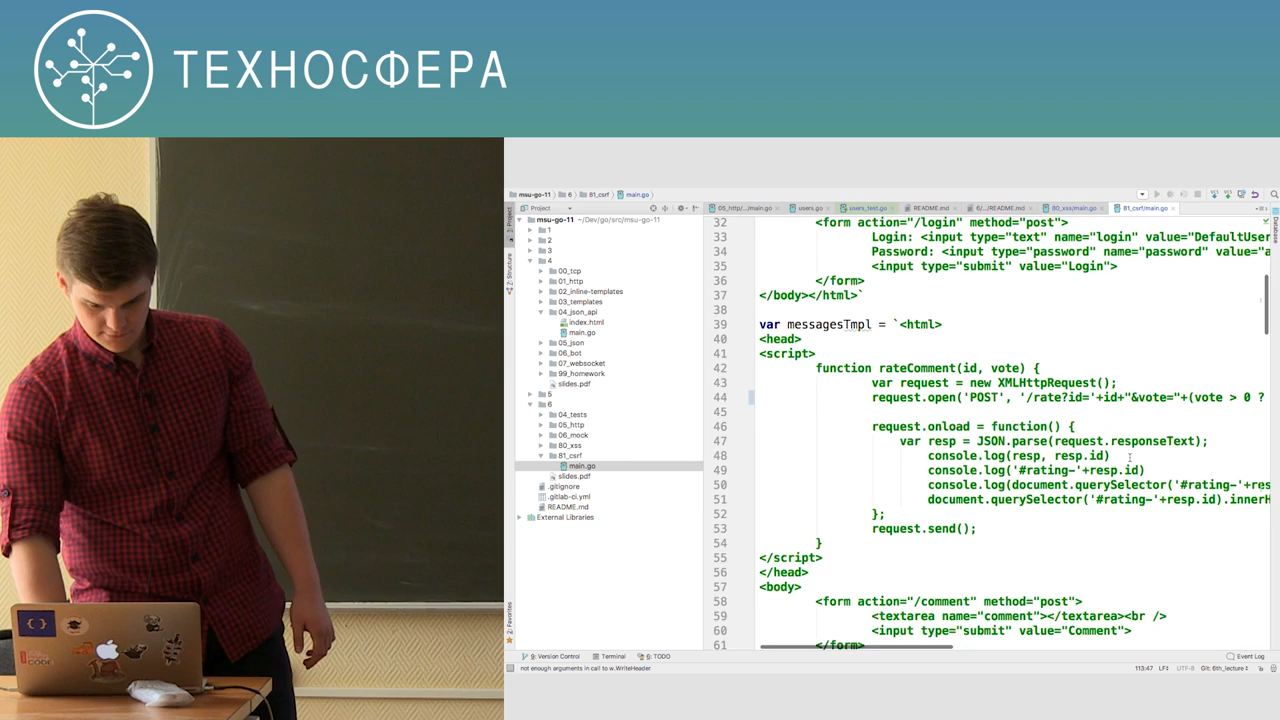 ТЕХНОСФЕРА
msu-go-11 6 81_csrf main.go
Project
05_http/.../main.go users.go users_test.go README.md 6/.../README.md 80_xss/main.go 81_csrf/main.go
msu-go-11 ~/Dev/go/src/msu-go-11
1
2
3
4
00_tcp
01_http
02_inline-templates
03_templates
04_json_api
index.html
main.go
05_json
06_bot
07_websocket
99_homework
slides.pdf
5
6
04_tests
05_http
06_mock
80_xss
81_csrf
main.go
slides.pdf
.gitignore
.gitlab-ci.yml
README.md
External Libraries
1: Project
7: Structure
2: Favorites
Database
32 <form action="/login" method="post">
33 Login: <input type="text" name="login" value="DefaultUser
34 Password: <input type="password" name="password" value="a
35 <input type="submit" value="Login">
36 </form>
37 </body></html>`
38
39 var messagesTmpl = `<html>
40 <head>
41 <script>
42 function rateComment(id, vote) {
43 var request = new XMLHttpRequest();
44 request.open('POST', '/rate?id='+id+"&vote="+(vote > 0 ?
45
46 request.onload = function() {
47 var resp = JSON.parse(request.responseText);
48 console.log(resp, resp.id)
49 console.log('#rating-'+resp.id)
50 console.log(document.querySelector('#rating-'+res
51 document.querySelector('#rating-'+resp.id).innerH
52 };
53 request.send();
54 }
55 </script>
56 </head>
57 <body>
58 <form action="/comment" method="post">
59 <textarea name="comment"></textarea><br />
60 <input type="submit" value="Comment">
61 </form>
9: Version Control Terminal 6: TODO Event Log
not enough arguments in call to w.WriteHeader 113:47 LF UTF-8 Git: 6th_lecture